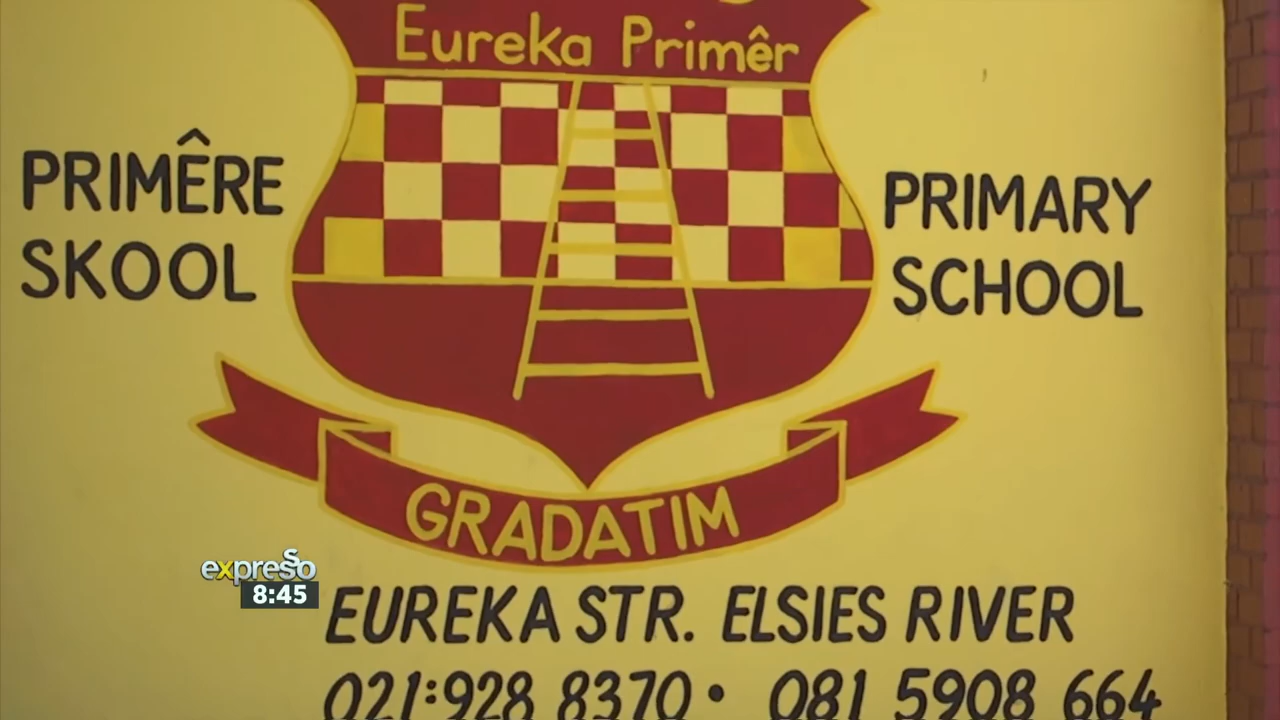 Eureka Primêr
PRIMÊRE
SKOOL
PRIMARY
SCHOOL
GRADATIM
expresso
8:45
EUREKA STR. ELSIES RIVER
021:928 8370 • 081 5908 664